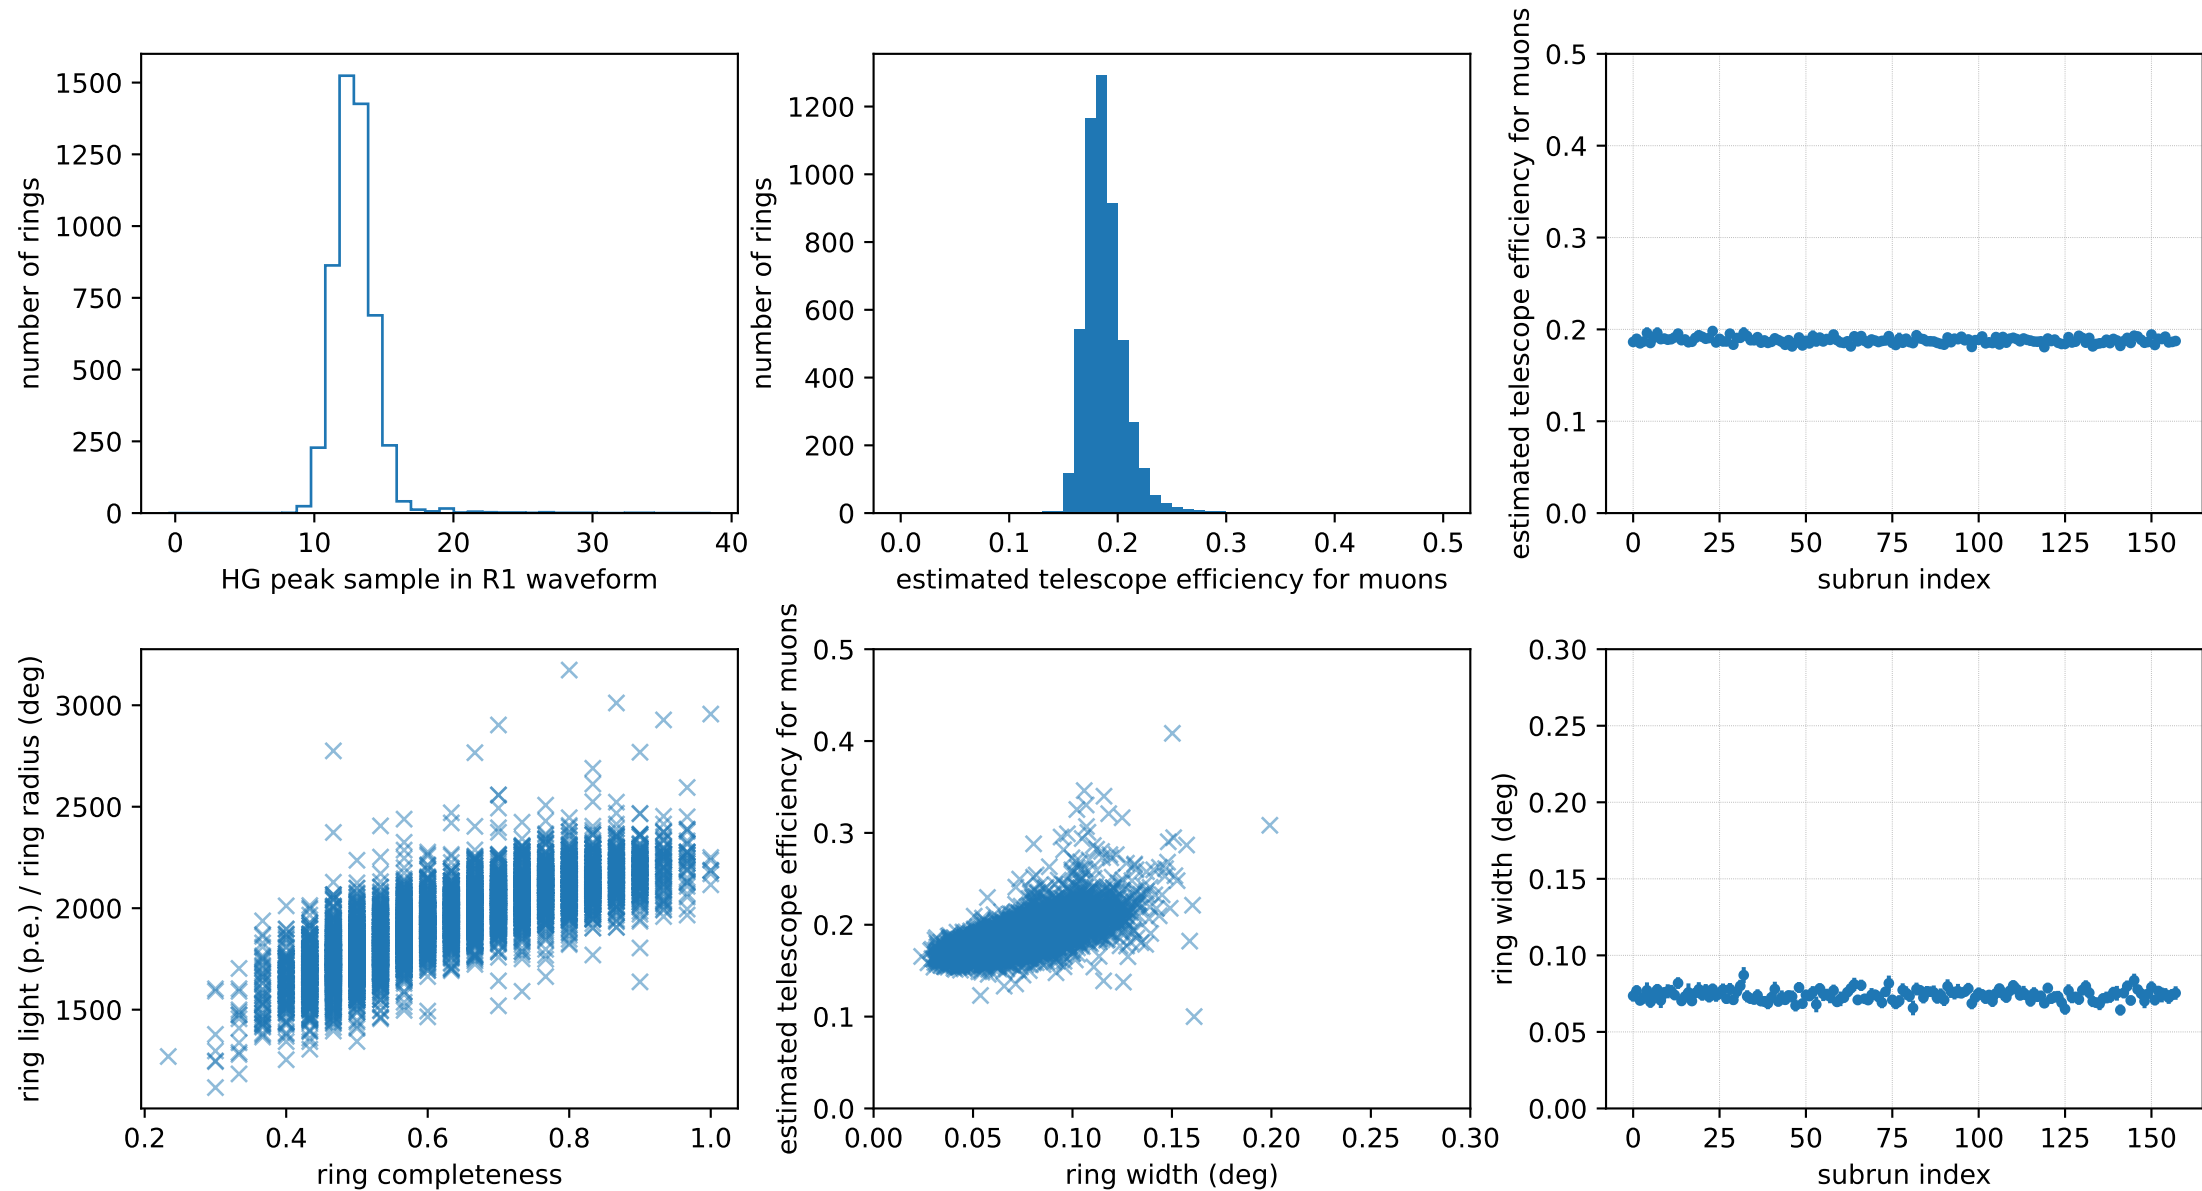 number of rings
1500
1250
1000
750
500
250
0
0 10 20 30 40
HG peak sample in R1 waveform
number of rings
1200
1000
800
600
400
200
0
0.0 0.1 0.2 0.3 0.4 0.5
estimated telescope efficiency for muons
estimated telescope efficiency for muons
0.5
0.4
0.3
0.2
0.1
0.0
0 25 50 75 100 125 150
subrun index
ring light (p.e.) / ring radius (deg)
3000
2500
2000
1500
0.2 0.4 0.6 0.8 1.0
ring completeness
estimated telescope efficiency for muons
0.5
0.4
0.3
0.2
0.1
0.0
0.00 0.05 0.10 0.15 0.20 0.25 0.30
ring width (deg)
ring width (deg)
0.30
0.25
0.20
0.15
0.10
0.05
0.00
0 25 50 75 100 125 150
subrun index